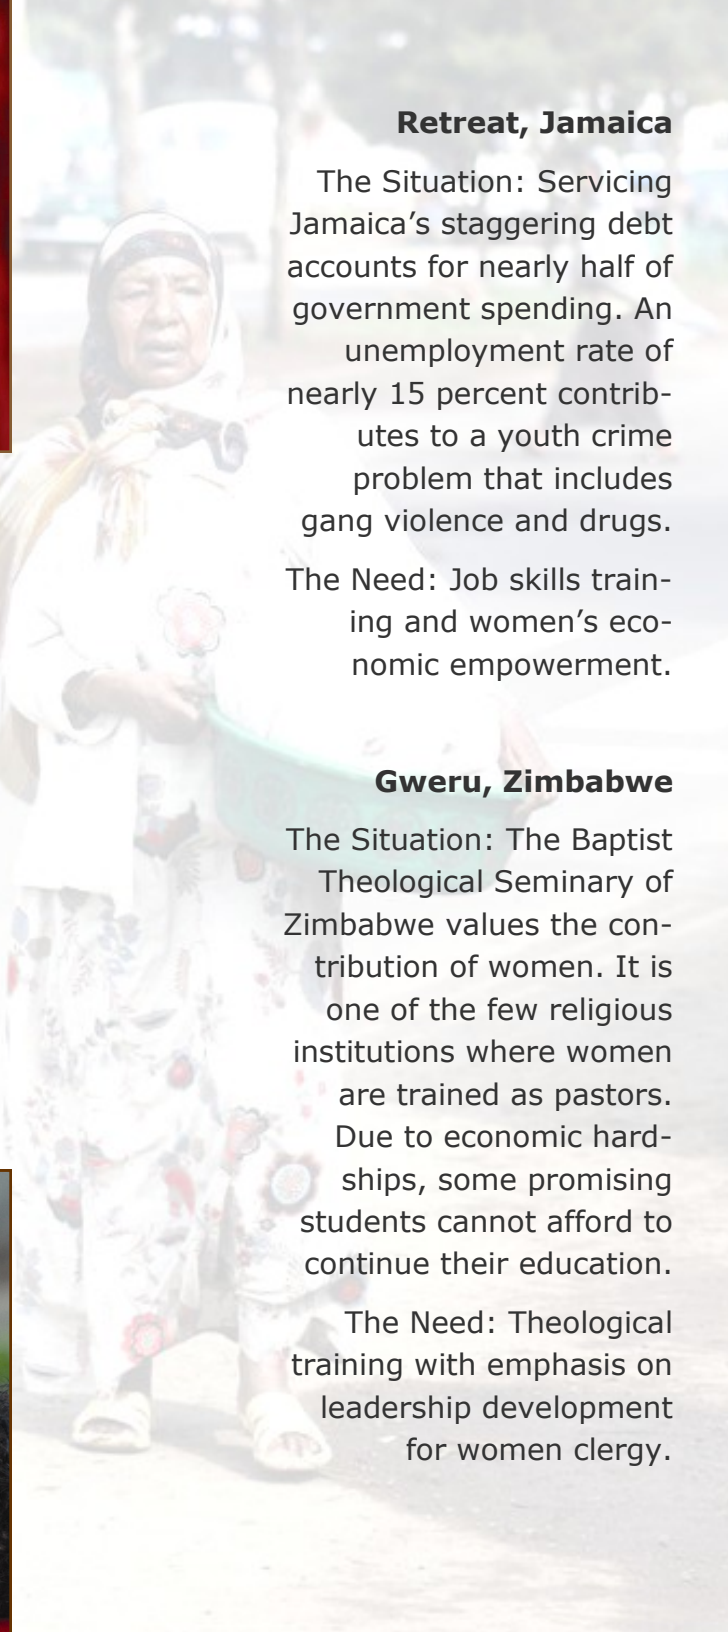 Retreat, Jamaica
The Situation: Servicing
Jamaica’s staggering debt
accounts for nearly half of
government spending. An
unemployment rate of
nearly 15 percent contrib-
utes to a youth crime
problem that includes
gang violence and drugs.
The Need: Job skills train-
ing and women’s eco-
nomic empowerment.
Gweru, Zimbabwe
The Situation: The Baptist
Theological Seminary of
Zimbabwe values the con-
tribution of women. It is
one of the few religious
institutions where women
are trained as pastors.
Due to economic hard-
ships, some promising
students cannot afford to
continue their education.
The Need: Theological
training with emphasis on
leadership development
for women clergy.